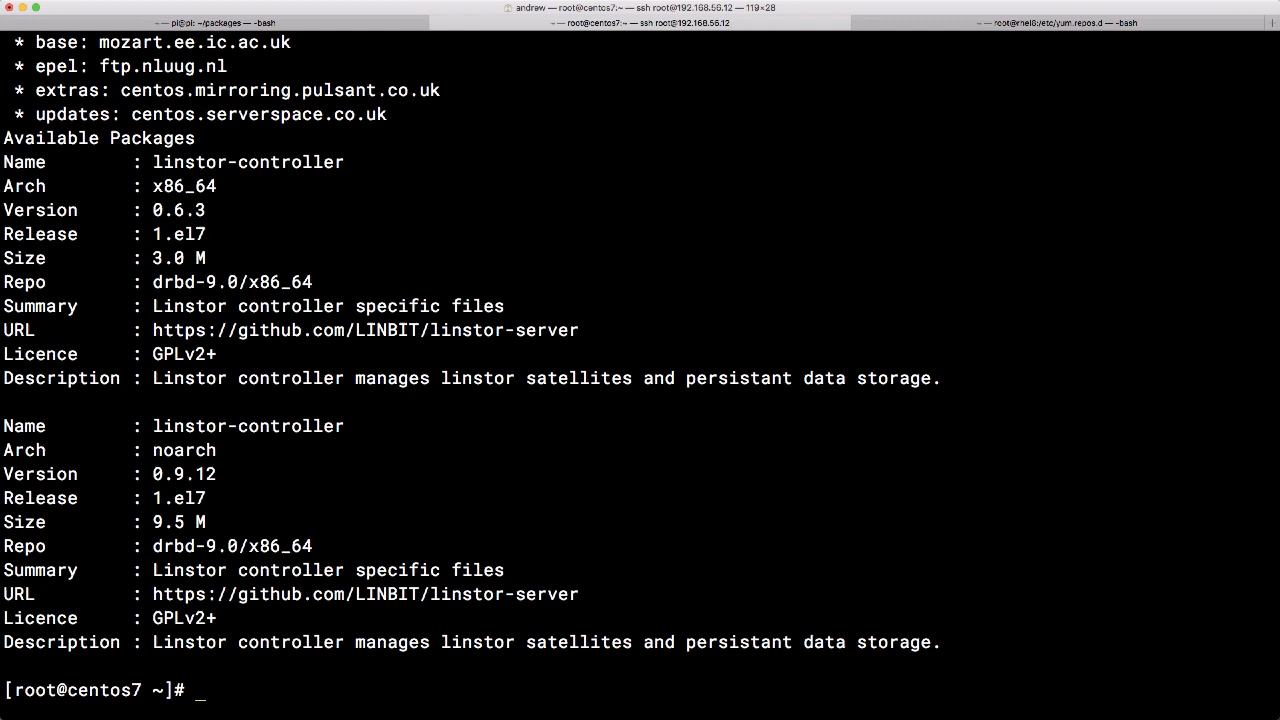 andrew — root@centos7:~ — ssh root@192.168.56.12 — 119×28
~ — pi@pi: ~/packages — -bash
~ — root@centos7:~ — ssh root@192.168.56.12
~ — root@rhel8:/etc/yum.repos.d — -bash
 * base: mozart.ee.ic.ac.uk
 * epel: ftp.nluug.nl
 * extras: centos.mirroring.pulsant.co.uk
 * updates: centos.serverspace.co.uk
Available Packages
Name        : linstor-controller
Arch        : x86_64
Version     : 0.6.3
Release     : 1.el7
Size        : 3.0 M
Repo        : drbd-9.0/x86_64
Summary     : Linstor controller specific files
URL         : https://github.com/LINBIT/linstor-server
Licence     : GPLv2+
Description : Linstor controller manages linstor satellites and persistant data storage.
Name        : linstor-controller
Arch        : noarch
Version     : 0.9.12
Release     : 1.el7
Size        : 9.5 M
Repo        : drbd-9.0/x86_64
Summary     : Linstor controller specific files
URL         : https://github.com/LINBIT/linstor-server
Licence     : GPLv2+
Description : Linstor controller manages linstor satellites and persistant data storage.
[root@centos7 ~]# _